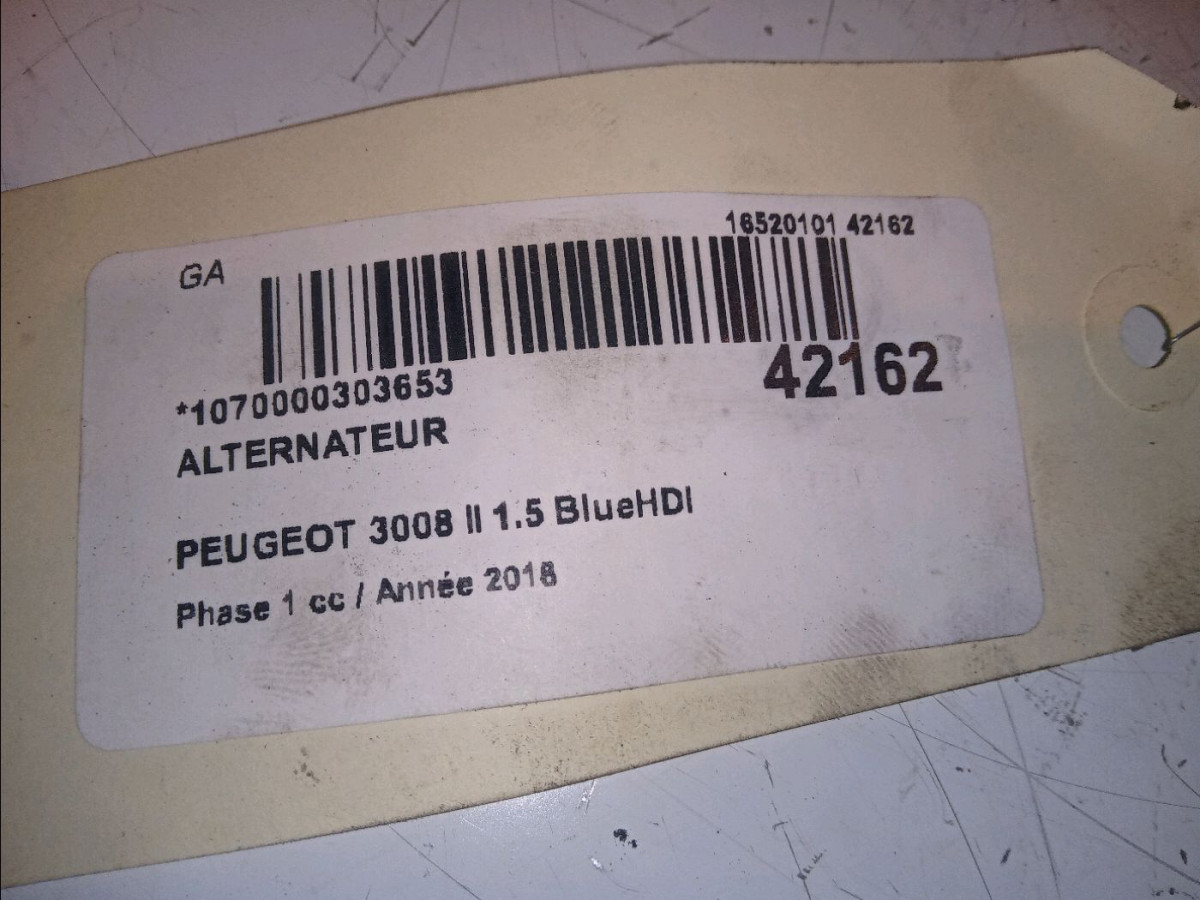 16520101 42162
GA
42162
*1070000303653
ALTERNATEUR
PEUGEOT 3008 II 1.5 BlueHDI
Phase 1 cc / Année 2018